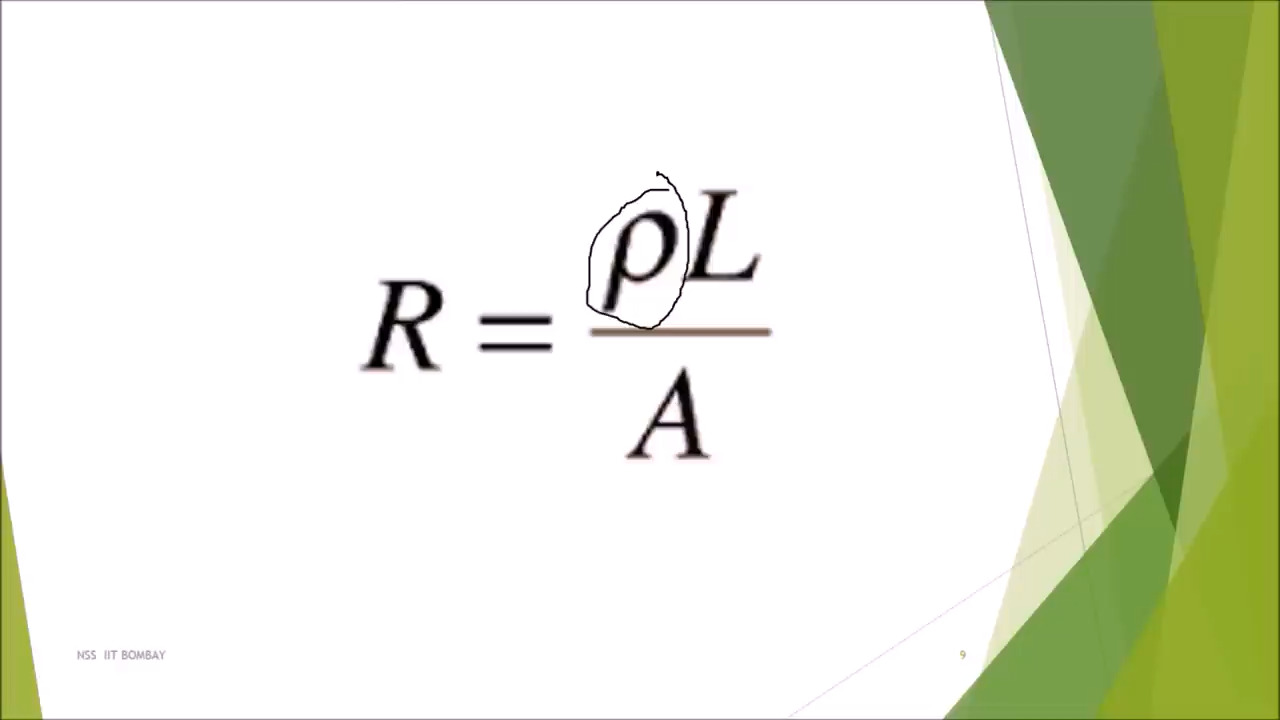 R = ρL / A
NSS IIT BOMBAY
9